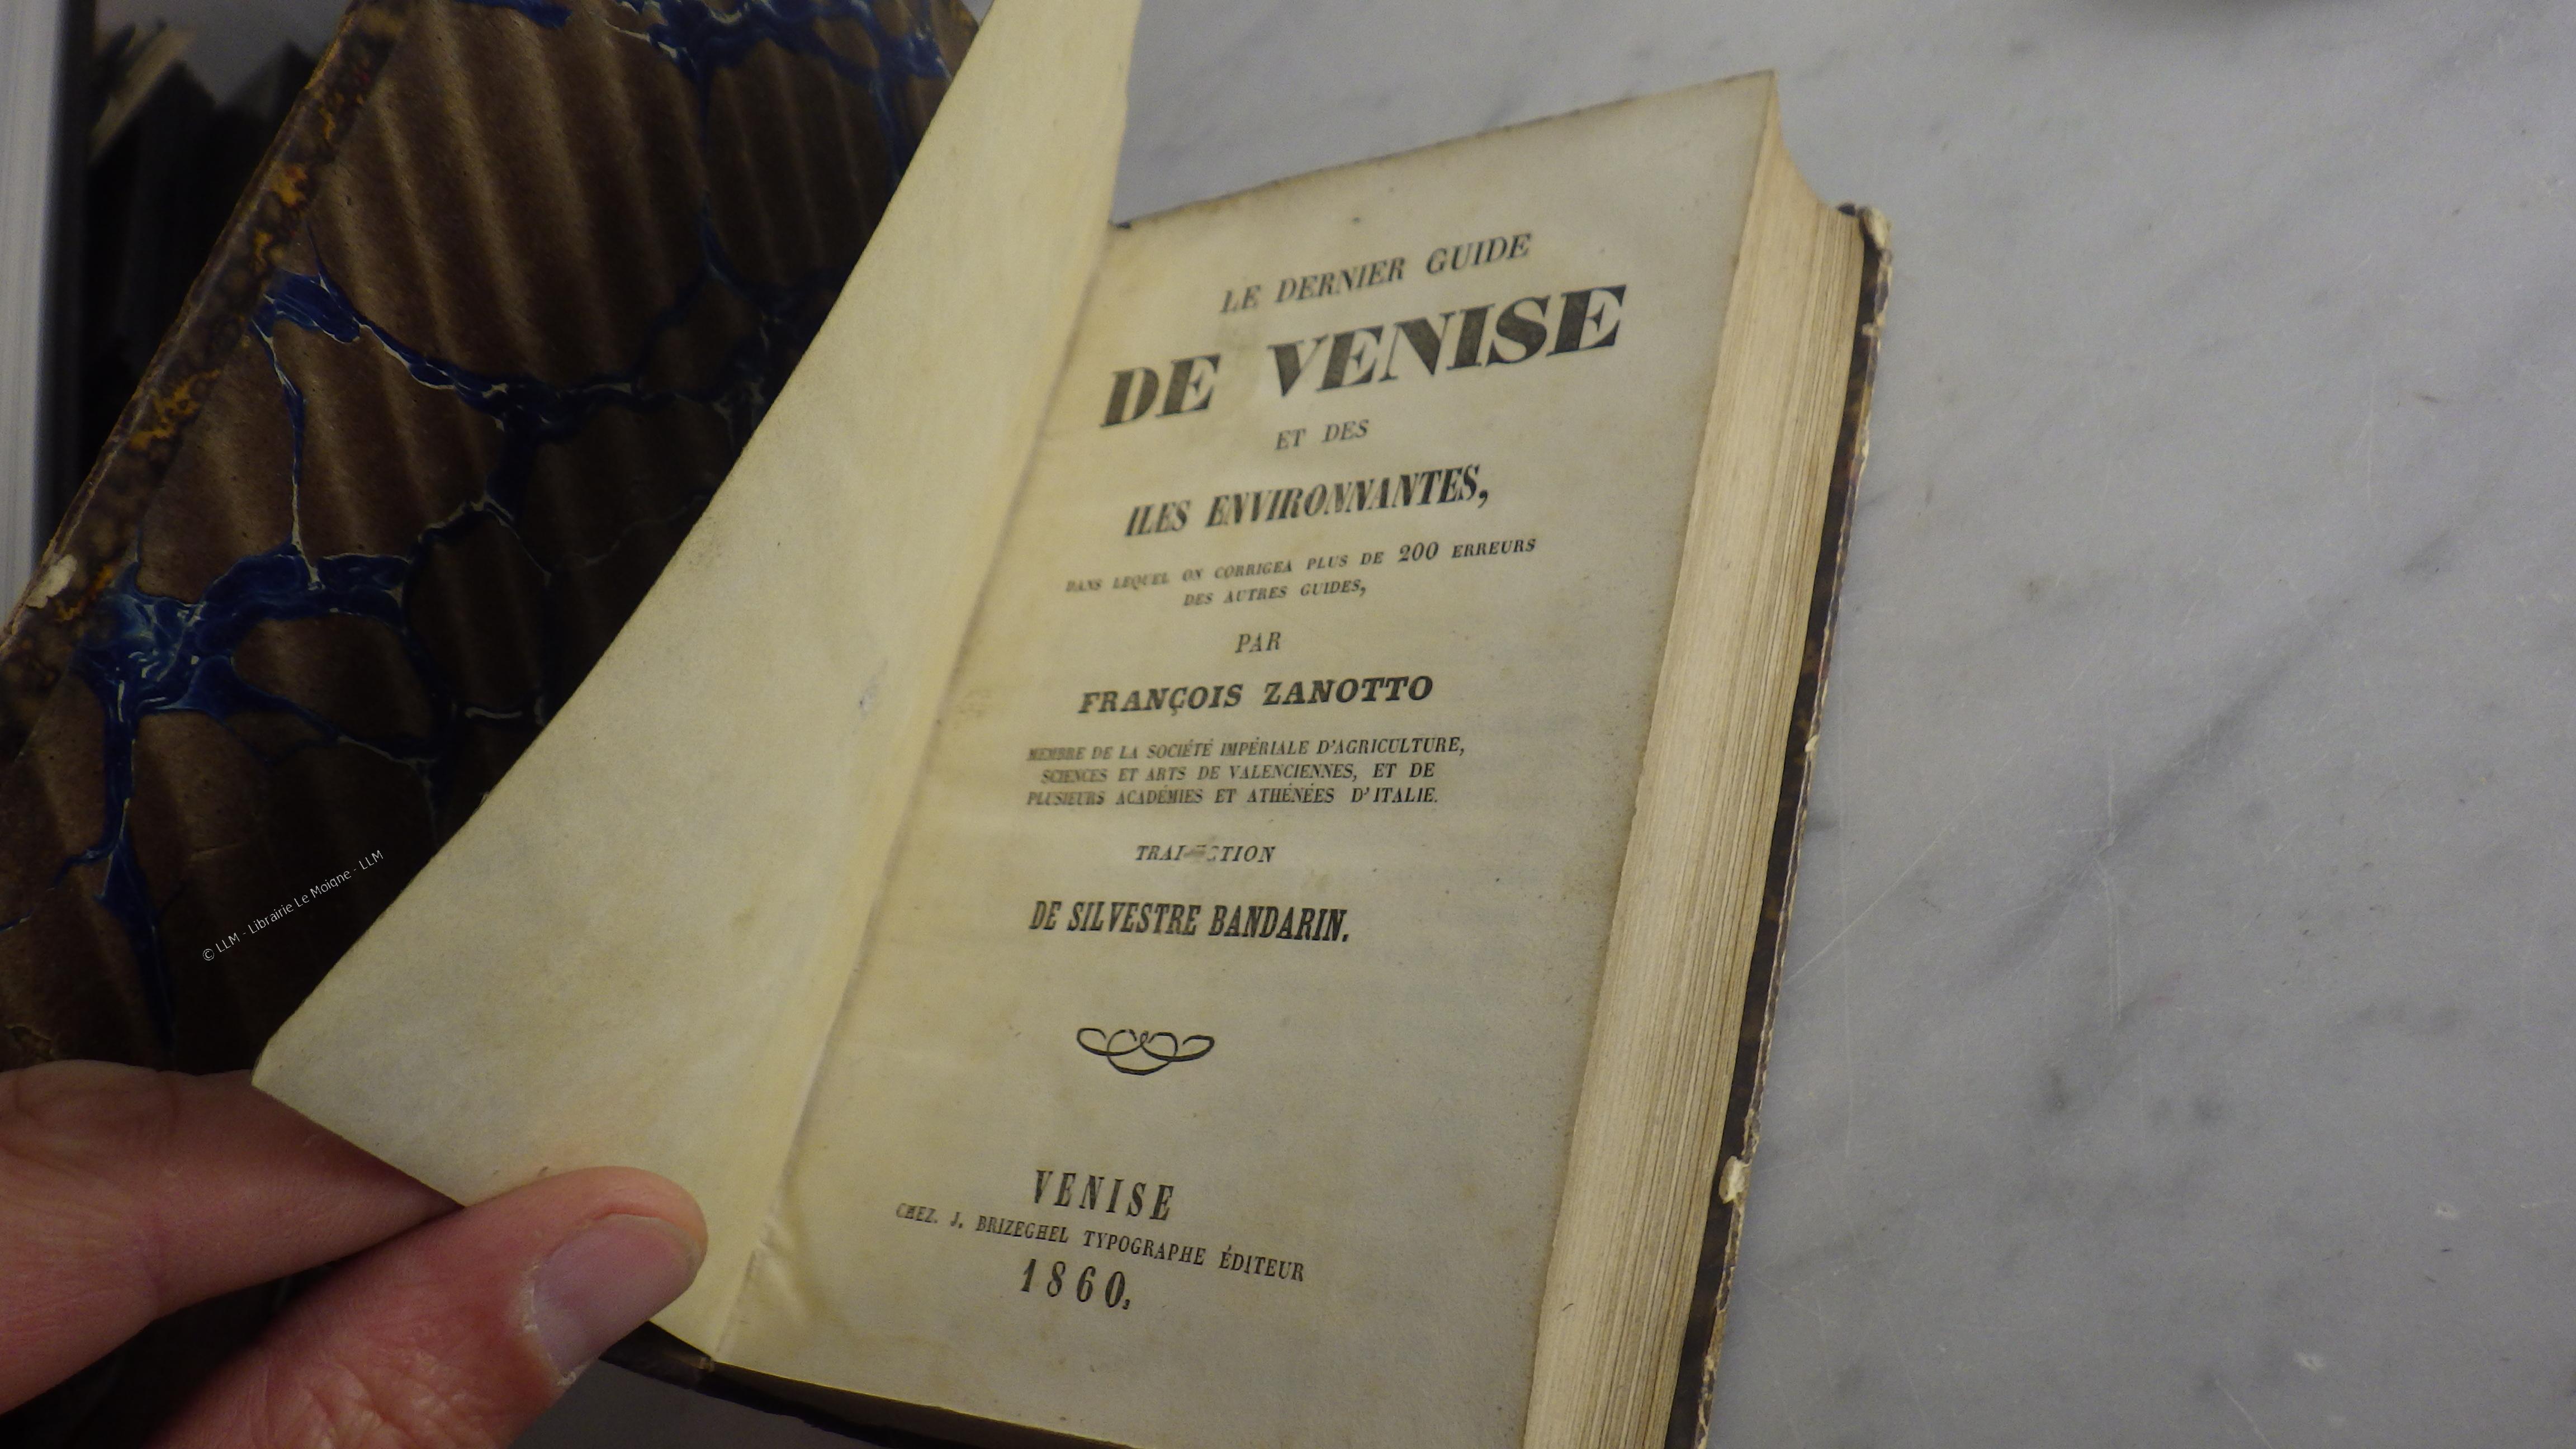 LE DERNIER GUIDE
DE VENISE
ET DES
ILES ENVIRONNANTES,
DANS LEQUEL ON CORRIGEA PLUS DE 200 ERREURS
DES AUTRES GUIDES,
PAR
FRANÇOIS ZANOTTO
MEMBRE DE LA SOCIÉTÉ IMPÉRIALE D'AGRICULTURE,
SCIENCES ET ARTS DE VALENCIENNES, ET DE
PLUSIEURS ACADÉMIES ET ATHÉNÉES D'ITALIE.
DE SILVESTRE BANDARIN.
VENISE
CHEZ. J. BRIZEGHEL TYPOGRAPHE ÉDITEUR
1860.
© LLM - Librairie Le Moigne - LLM